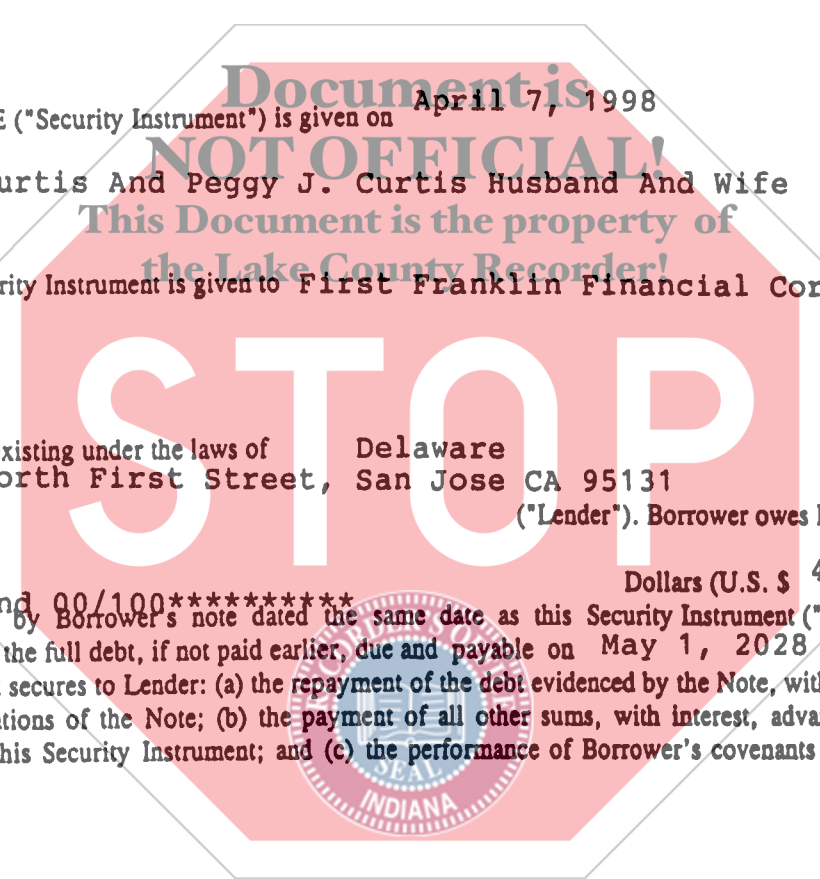 Document is
E ("Security Instrument") is given on April 7, 1998
NOT OFFICIAL!
urtis And Peggy J. Curtis Husband And Wife
This Document is the property of
the Lake County Recorder!
rity Instrument is given to First Franklin Financial Cor
STOP
xisting under the laws of Delaware
orth First Street, San Jose CA 95131
("Lender"). Borrower owes
Dollars (U.S. $ 4
nd 00/100**********
by Borrower's note dated the same date as this Security Instrument ("
the full debt, if not paid earlier, due and payable on May 1, 2028
secures to Lender: (a) the repayment of the debt evidenced by the Note, wit
tions of the Note; (b) the payment of all other sums, with interest, adva
his Security Instrument; and (c) the performance of Borrower's covenants
SEAL
INDIANA